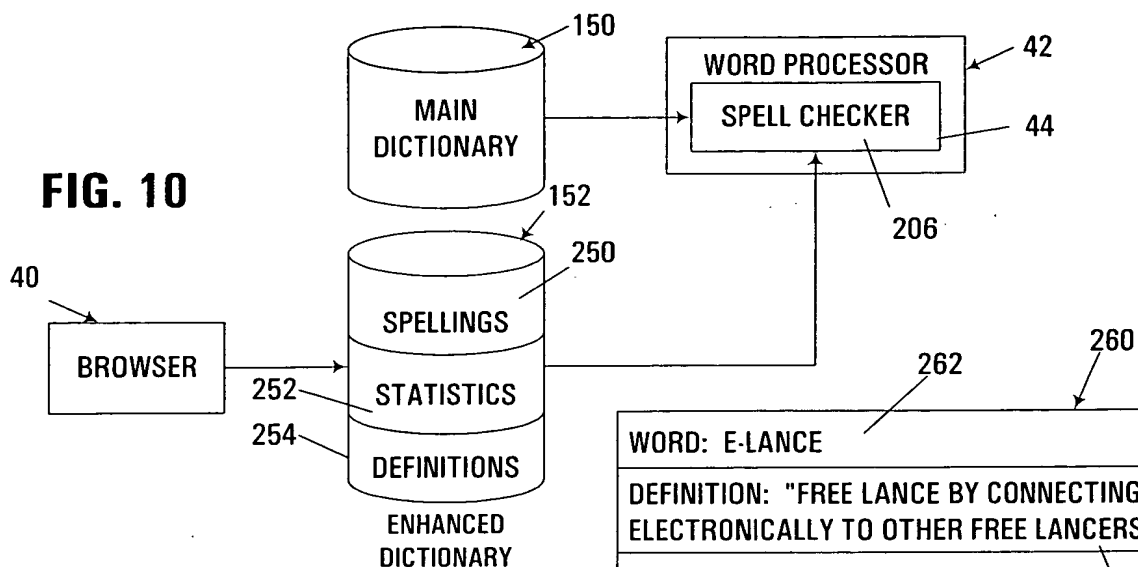 150
MAIN
DICTIONARY
WORD PROCESSOR
42
SPELL CHECKER
44
206
FIG. 10
152
250
40
BROWSER
SPELLINGS
252
STATISTICS
254
DEFINITIONS
ENHANCED
DICTIONARY
260
262
WORD: E-LANCE
DEFINITION: "FREE LANCE BY CONNECTING
ELECTRONICALLY TO OTHER FREE LANCERS